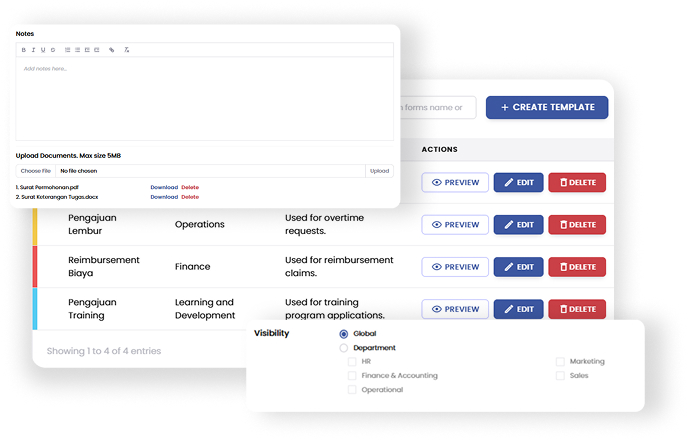 Notes
B I U
Add notes here...
Upload Documents. Max size 5MB
Choose File No file chosen Upload
1. Surat Permohonan.pdf Download Delete
2. Surat Keterangan Tugas.docx Download Delete
forms name or
+ CREATE TEMPLATE
ACTIONS
PREVIEW EDIT DELETE
Pengajuan Lembur
Operations
Used for overtime
requests.
PREVIEW EDIT DELETE
Reimbursement
Biaya
Finance
Used for reimbursement
claims.
PREVIEW EDIT DELETE
Pengajuan
Training
Learning and
Development
Used for training
program applications.
PREVIEW EDIT DELETE
Showing 1 to 4 of 4 entries
Visibility
Global
Department
HR
Finance & Accounting
Operational
Marketing
Sales